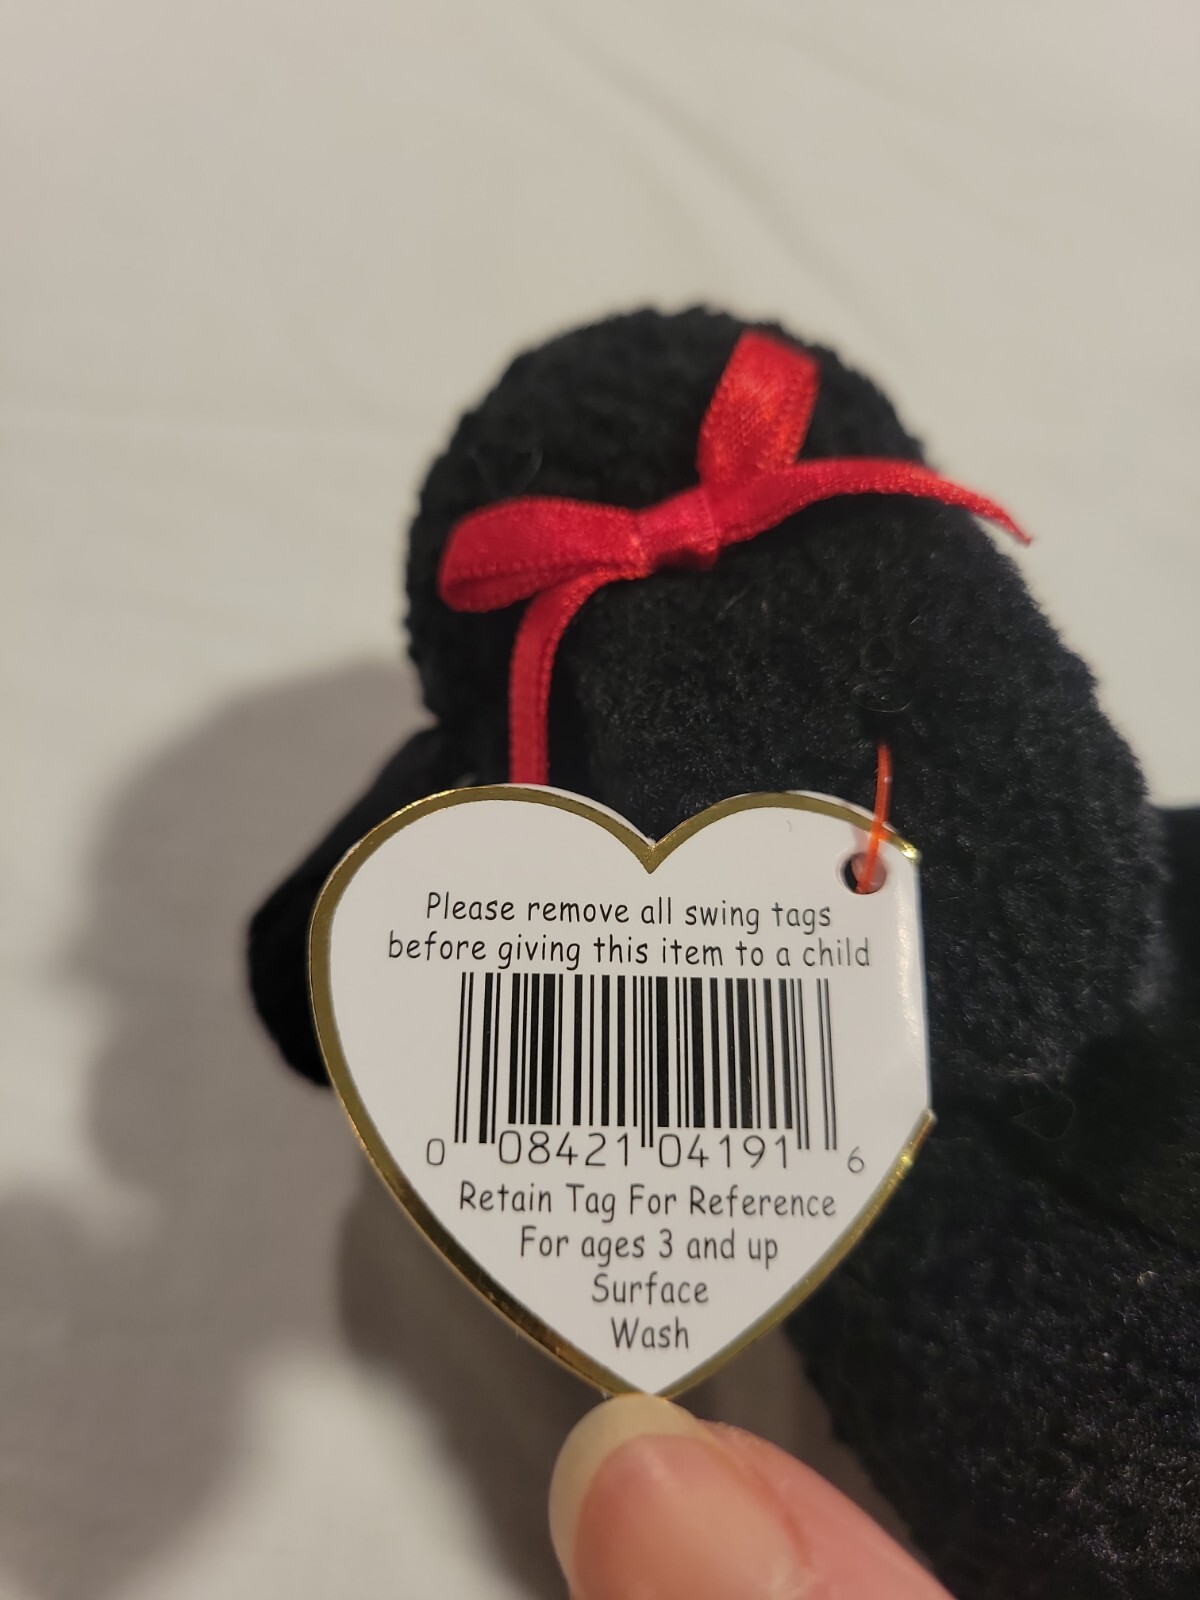 Please remove all swing tags
before giving this item to a child
0 08421 04191 6
Retain Tag For Reference
For ages 3 and up
Surface
Wash